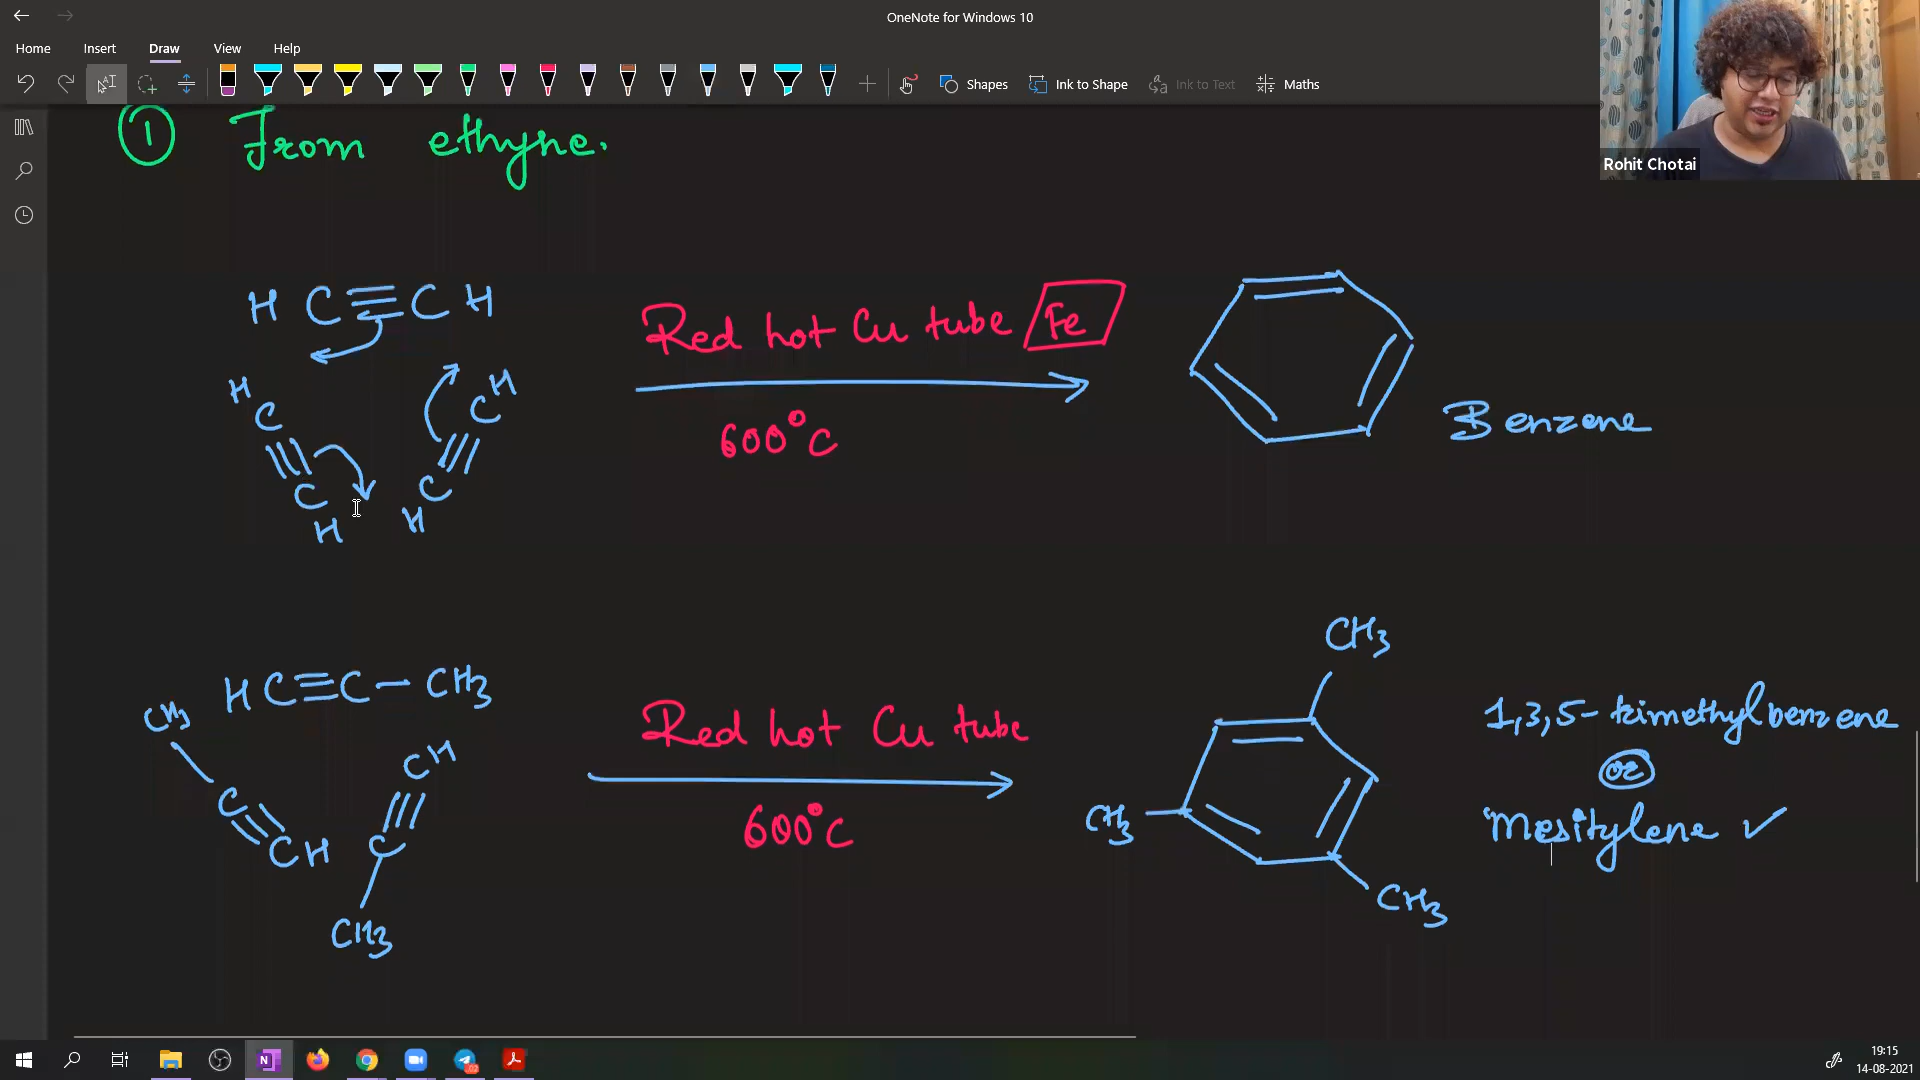 OneNote for Windows 10
Home Insert Draw View Help
Shapes Ink to Shape Ink to Text Maths
Rohit Chotai
① From ethyne.
H C≡C H
H
C
C
H
H
C
C
H
Red hot Cu tube /Fe
600°C
Benzene
H C≡C-CH3
CH3
C≡CH
CH
C
CH3
Red hot Cu tube
600°C
CH3
CH3
CH3
1,3,5-trimethylbenzene
OR
Mesitylene ✓
19:15
14-08-2021